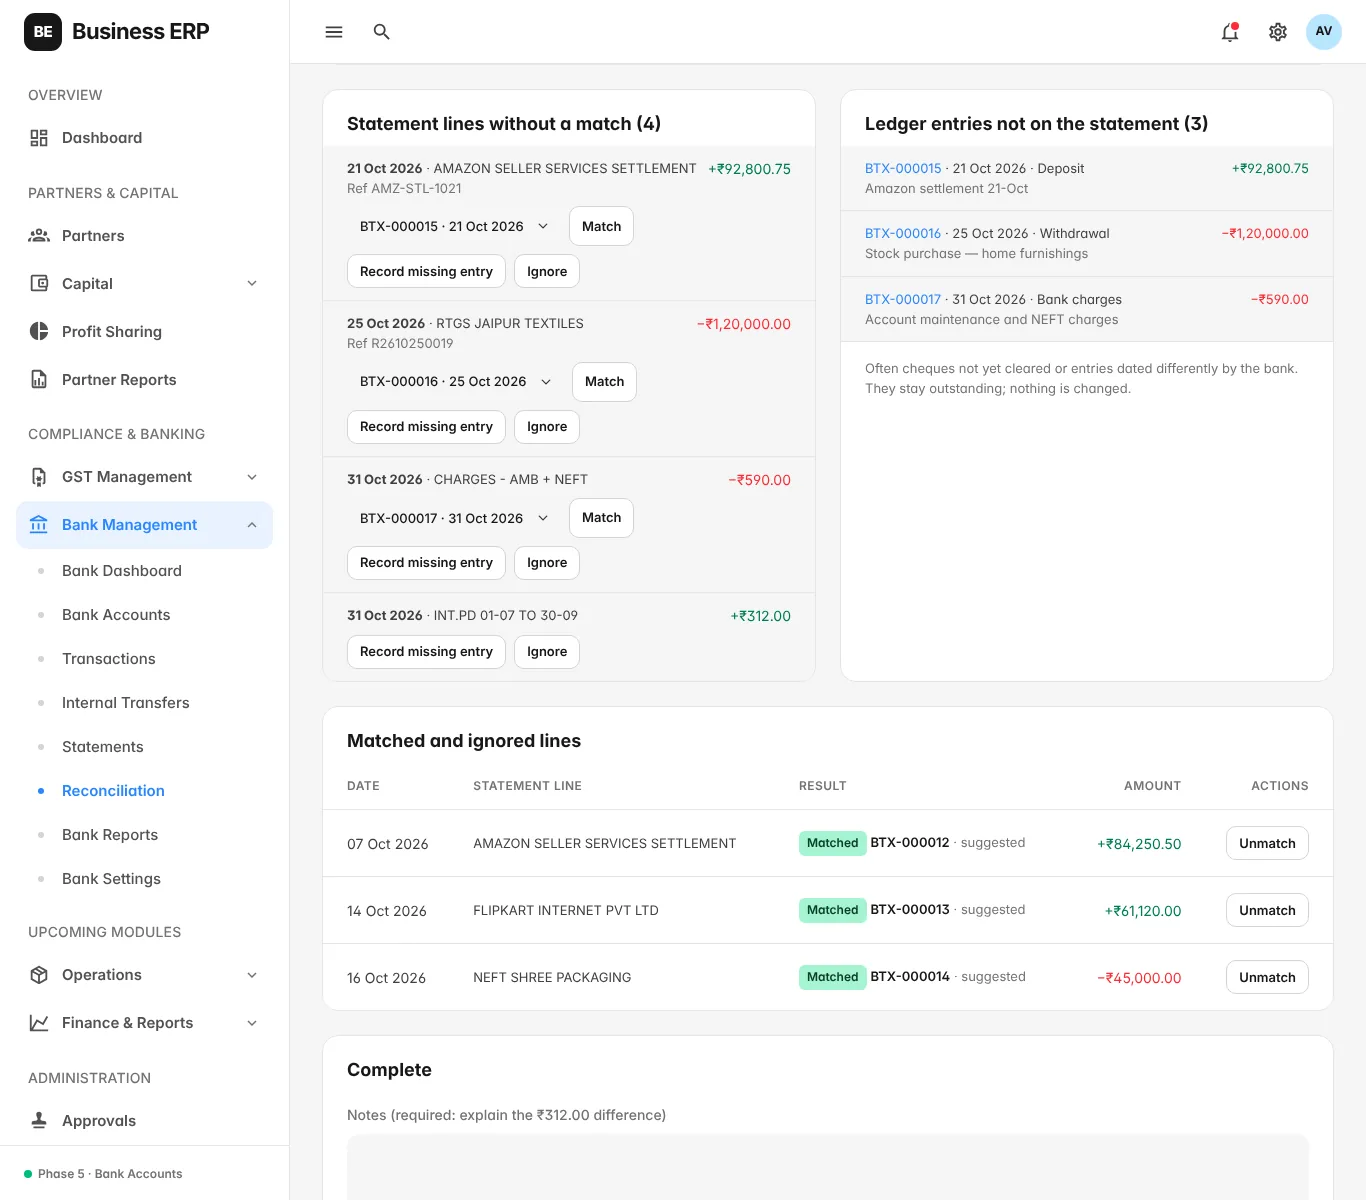 BE Business ERP
AV
OVERVIEW
Dashboard
PARTNERS & CAPITAL
Partners
Capital
Profit Sharing
Partner Reports
COMPLIANCE & BANKING
GST Management
Bank Management
Bank Dashboard
Bank Accounts
Transactions
Internal Transfers
Statements
Reconciliation
Bank Reports
Bank Settings
UPCOMING MODULES
Operations
Finance & Reports
ADMINISTRATION
Approvals
Phase 5 · Bank Accounts
Statement lines without a match (4)
21 Oct 2026 · AMAZON SELLER SERVICES SETTLEMENT +₹92,800.75
Ref AMZ-STL-1021
BTX-000015 · 21 Oct 2026 Match
Record missing entry Ignore
25 Oct 2026 · RTGS JAIPUR TEXTILES −₹1,20,000.00
Ref R2610250019
BTX-000016 · 25 Oct 2026 Match
Record missing entry Ignore
31 Oct 2026 · CHARGES - AMB + NEFT −₹590.00
BTX-000017 · 31 Oct 2026 Match
Record missing entry Ignore
31 Oct 2026 · INT.PD 01-07 TO 30-09 +₹312.00
Record missing entry Ignore
Ledger entries not on the statement (3)
BTX-000015 · 21 Oct 2026 · Deposit +₹92,800.75
Amazon settlement 21-Oct
BTX-000016 · 25 Oct 2026 · Withdrawal −₹1,20,000.00
Stock purchase — home furnishings
BTX-000017 · 31 Oct 2026 · Bank charges −₹590.00
Account maintenance and NEFT charges
Often cheques not yet cleared or entries dated differently by the bank.
They stay outstanding; nothing is changed.
Matched and ignored lines
DATE STATEMENT LINE RESULT AMOUNT ACTIONS
07 Oct 2026 AMAZON SELLER SERVICES SETTLEMENT Matched BTX-000012 · suggested +₹84,250.50 Unmatch
14 Oct 2026 FLIPKART INTERNET PVT LTD Matched BTX-000013 · suggested +₹61,120.00 Unmatch
16 Oct 2026 NEFT SHREE PACKAGING Matched BTX-000014 · suggested −₹45,000.00 Unmatch
Complete
Notes (required: explain the ₹312.00 difference)